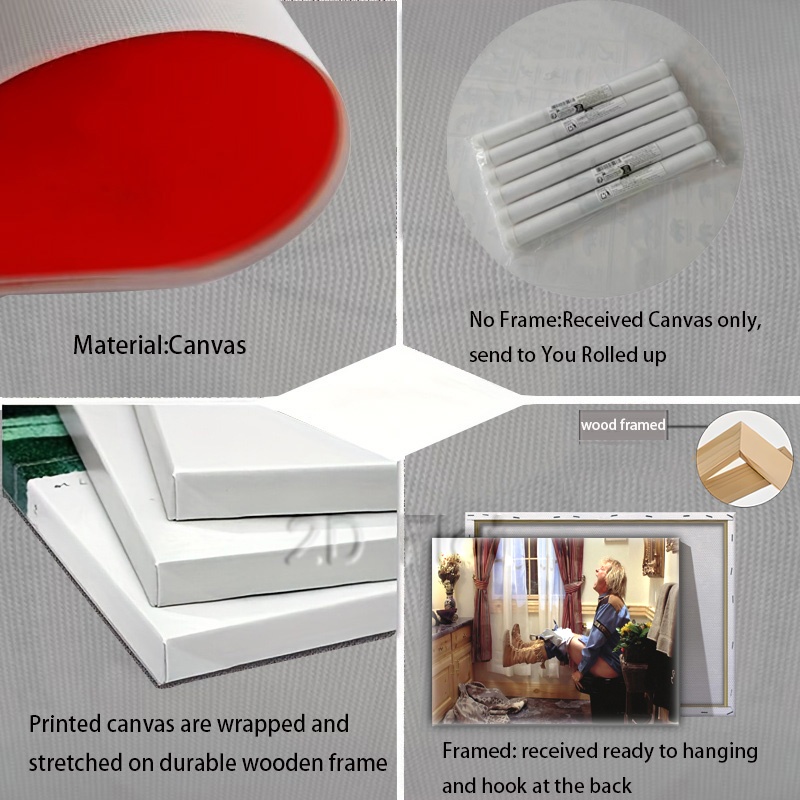 Material:Canvas
No Frame:Received Canvas only,
send to You Rolled up
wood framed
Printed canvas are wrapped and
stretched on durable wooden frame
Framed: received ready to hanging
and hook at the back